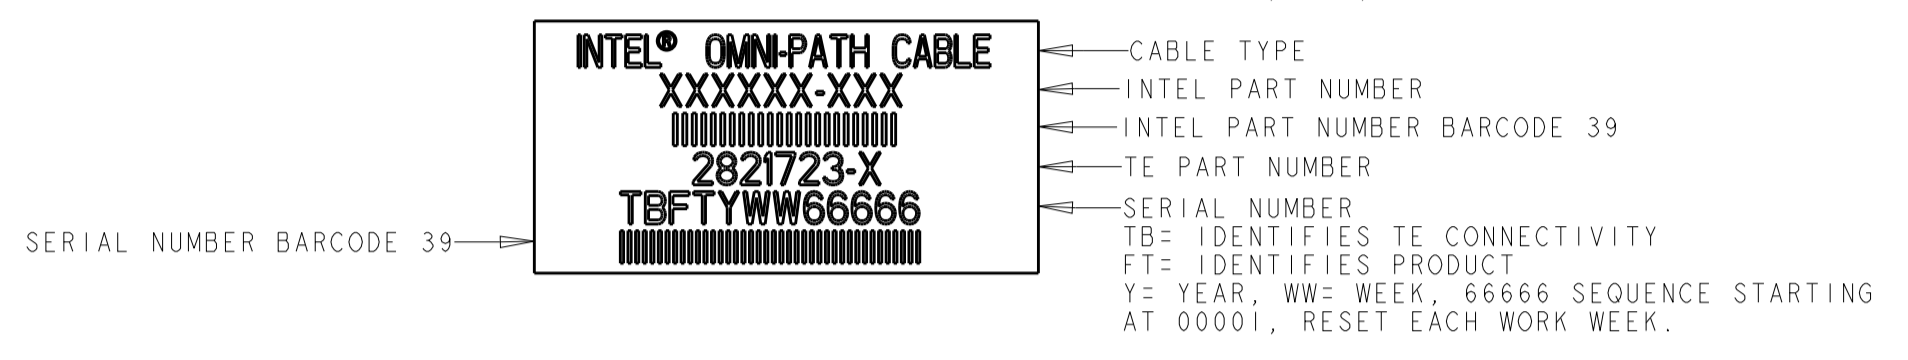 INTEL® OMNI-PATH CABLE
XXXXXX-XXX
2821723-X
TBFTYWW66666
SERIAL NUMBER BARCODE 39
CABLE TYPE
INTEL PART NUMBER
INTEL PART NUMBER BARCODE 39
TE PART NUMBER
SERIAL NUMBER
TB= IDENTIFIES TE CONNECTIVITY
FT= IDENTIFIES PRODUCT
Y= YEAR, WW= WEEK, 66666 SEQUENCE STARTING
AT 00001, RESET EACH WORK WEEK.